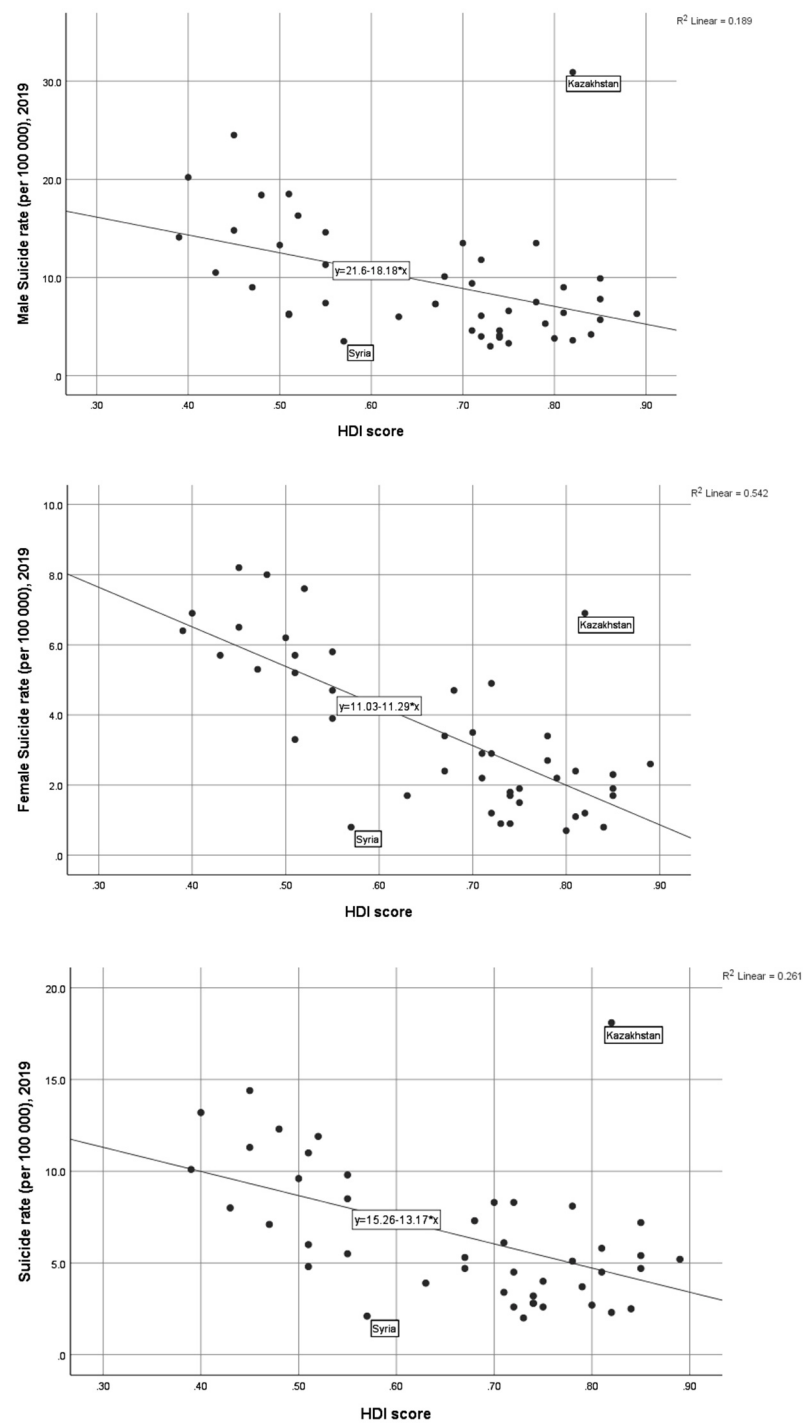 R2 Linear = 0.189
Male Suicide rate (per 100 000), 2019
30.0
20.0
10.0
.0
Kazakhstan
y=21.6-18.18*x
Syria
.30 .40 .50 .60 .70 .80 .90
HDI score
R2 Linear = 0.542
Female Suicide rate (per 100 000), 2019
10.0
8.0
6.0
4.0
2.0
.0
Kazakhstan
y=11.03-11.29*x
Syria
.30 .40 .50 .60 .70 .80 .90
HDI score
R2 Linear = 0.261
Suicide rate (per 100 000), 2019
20.0
15.0
10.0
5.0
.0
Kazakhstan
y=15.26-13.17*x
Syria
.30 .40 .50 .60 .70 .80 .90
HDI score